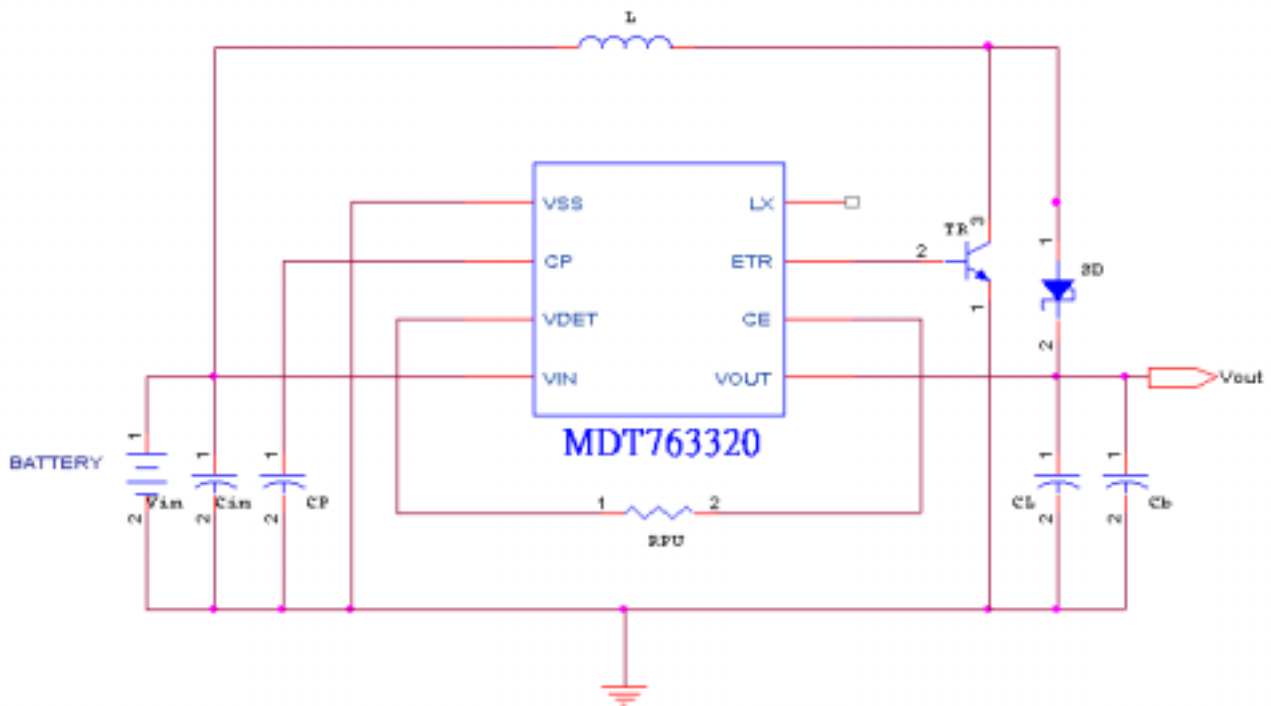 L
VSS
LX
CP
ETR
VDET
CE
VIN
VOUT
MDT763320
TR
3
2
1
1
SD
2
Vout
BATTERY
1
2
Vin
1
2
Cin
1
2
CP
1
2
RPU
1
2
CL
1
2
Cb